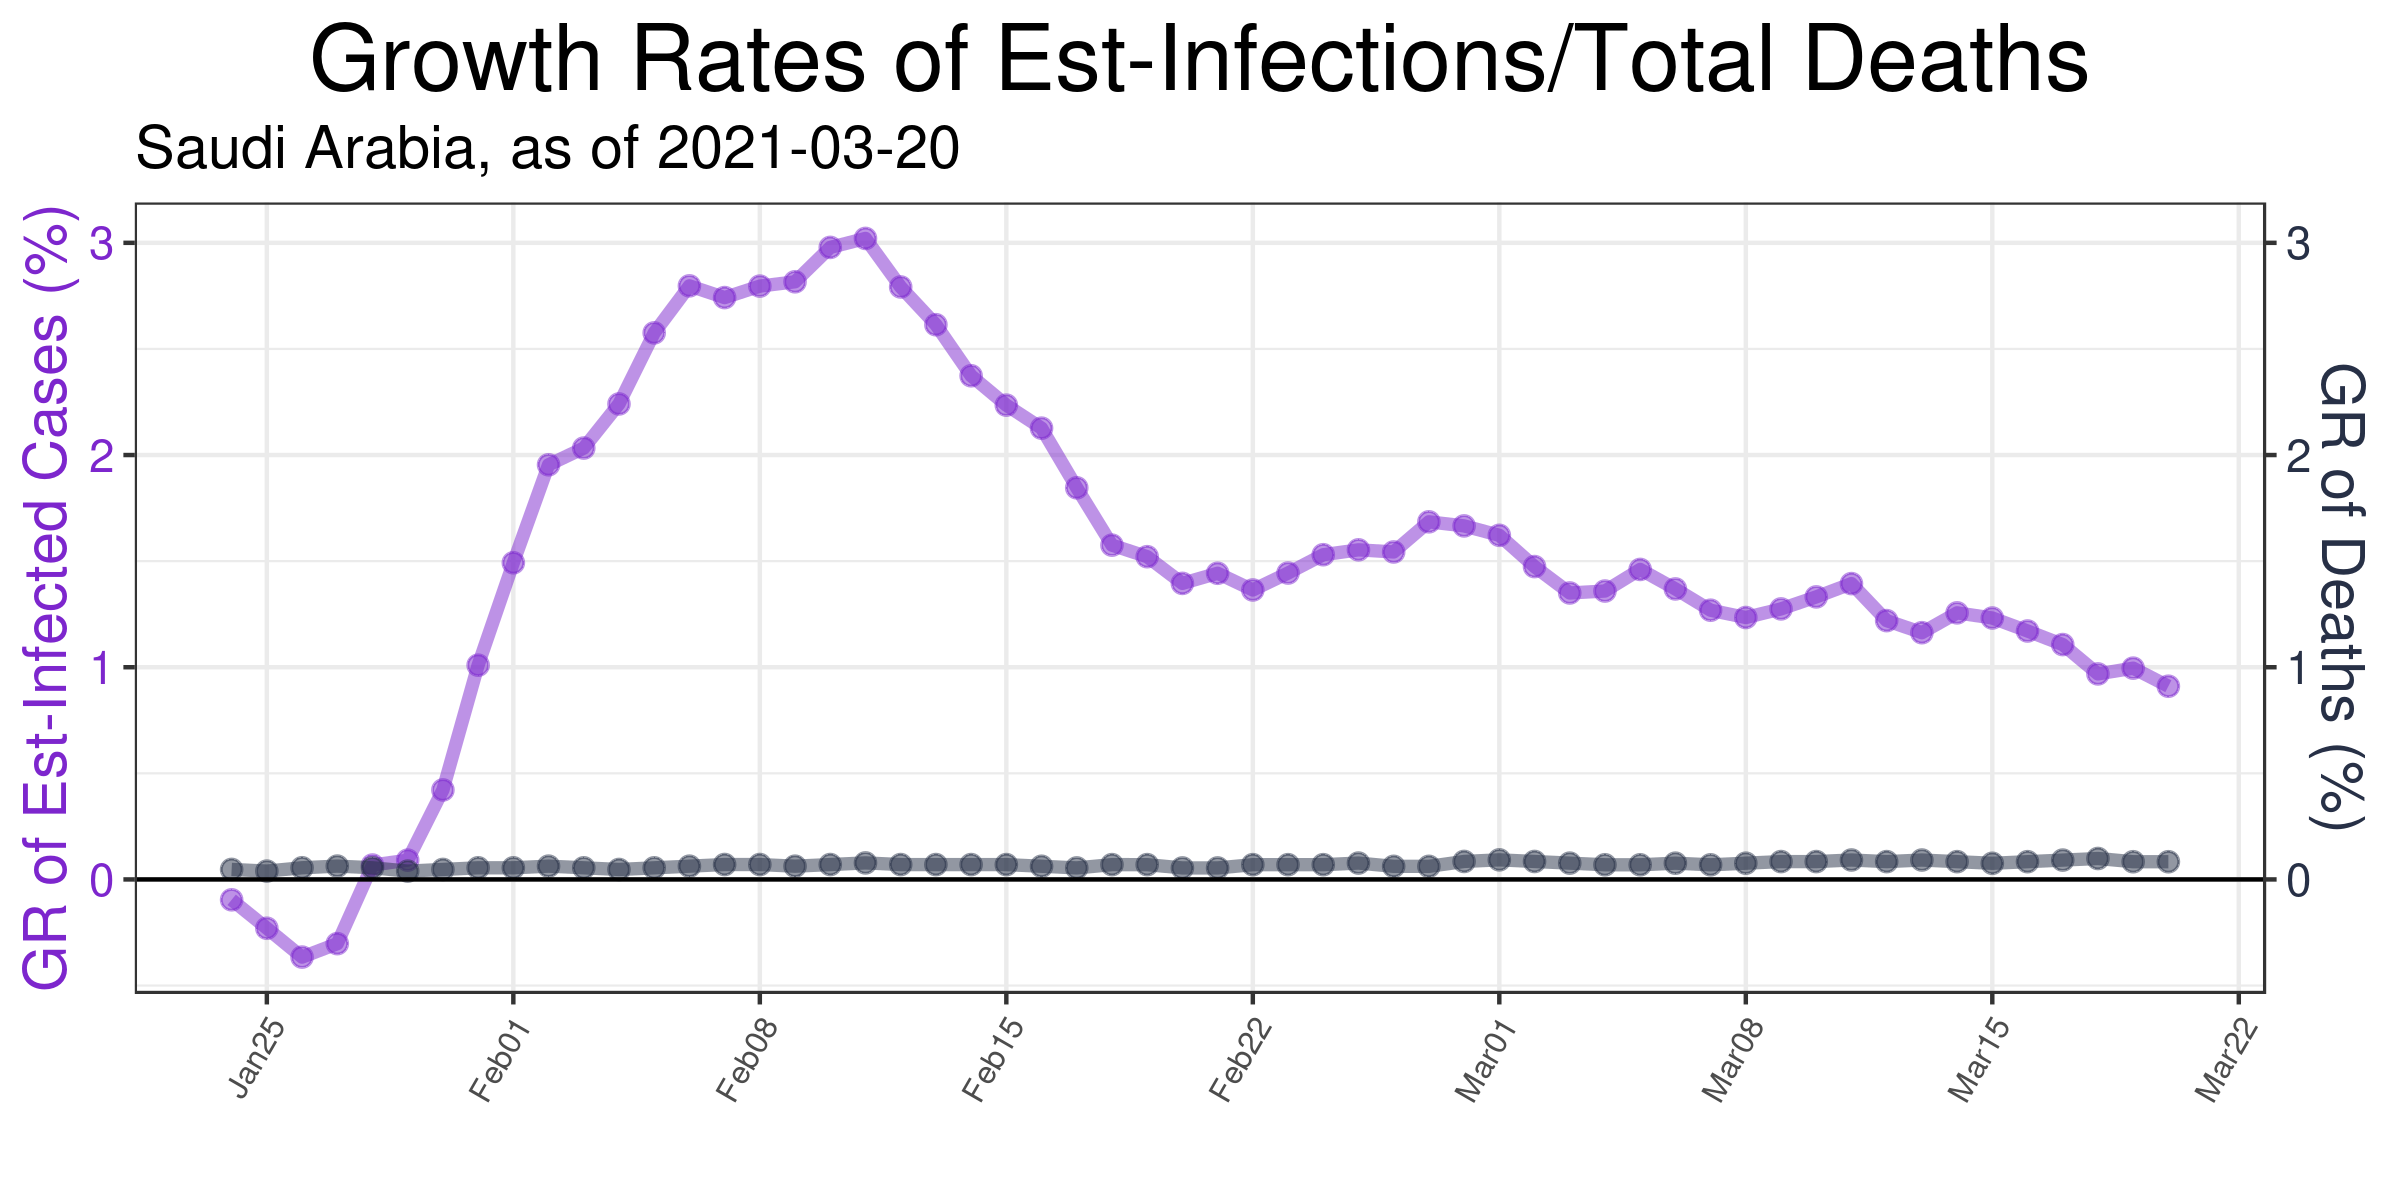 Growth Rates of Est-Infections/Total Deaths
Saudi Arabia, as of 2021-03-20
GR of Est-Infected Cases (%)
3
2
1
0
3
2
1
0
GR of Deaths (%)
Jan25
Feb01
Feb08
Feb15
Feb22
Mar01
Mar08
Mar15
Mar22